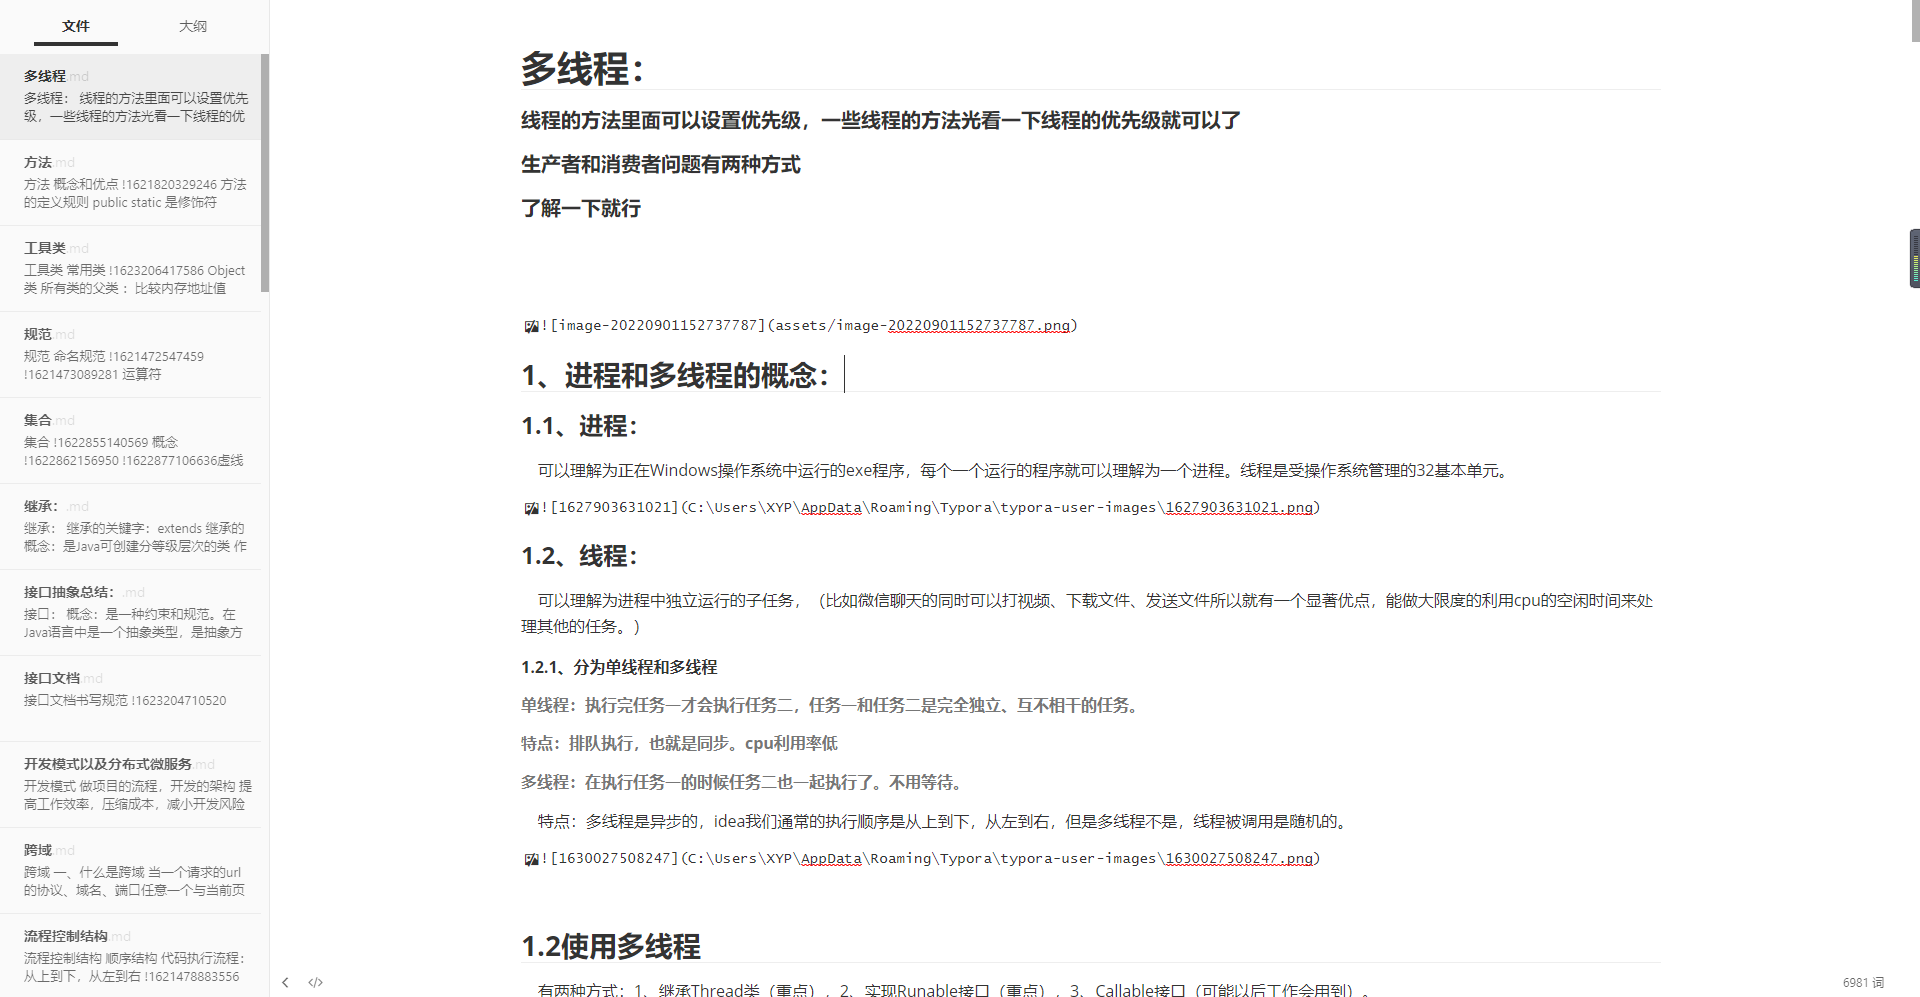 文件 大纲
多线程.md
多线程： 线程的方法里面可以设置优先
级，一些线程的方法光看一下线程的优
方法.md
方法 概念和优点 !1621820329246 方法
的定义规则 public static 是修饰符
工具类.md
工具类 常用类 !1623206417586 Object
类 所有类的父类 ：比较内存地址值
规范.md
规范 命名规范 !1621472547459
!1621473089281 运算符
集合.md
集合 !1622855140569 概念
!1622862156950 !1622877106636虚线
继承：.md
继承： 继承的关键字：extends 继承的
概念：是Java可创建分等级层次的类 作
接口抽象总结：.md
接口： 概念：是一种约束和规范。在
Java语言中是一个抽象类型，是抽象方
接口文档.md
接口文档书写规范 !1623204710520
开发模式以及分布式微服务.md
开发模式 做项目的流程，开发的架构 提
高工作效率，压缩成本，减小开发风险
跨域.md
跨域 一、什么是跨域 当一个请求的url
的协议、域名、端口任意一个与当前页
流程控制结构.md
流程控制结构 顺序结构 代码执行流程：
从上到下，从左到右 !1621478883556
多线程：
线程的方法里面可以设置优先级，一些线程的方法光看一下线程的优先级就可以了
生产者和消费者问题有两种方式
了解一下就行
![image-20220901152737787](assets/image-20220901152737787.png)
1、进程和多线程的概念：
1.1、进程：
可以理解为正在Windows操作系统中运行的exe程序，每个一个运行的程序就可以理解为一个进程。线程是受操作系统管理的32基本单元。
![1627903631021](C:\Users\XYP\AppData\Roaming\Typora\typora-user-images\1627903631021.png)
1.2、线程：
可以理解为进程中独立运行的子任务，（比如微信聊天的同时可以打视频、下载文件、发送文件所以就有一个显著优点，能做大限度的利用cpu的空闲时间来处
理其他的任务。）
1.2.1、分为单线程和多线程
单线程：执行完任务一才会执行任务二，任务一和任务二是完全独立、互不相干的任务。
特点：排队执行，也就是同步。cpu利用率低
多线程：在执行任务一的时候任务二也一起执行了。不用等待。
特点：多线程是异步的，idea我们通常的执行顺序是从上到下，从左到右，但是多线程不是，线程被调用是随机的。
![1630027508247](C:\Users\XYP\AppData\Roaming\Typora\typora-user-images\1630027508247.png)
1.2使用多线程
有两种方式：1、继承Thread类（重点），2、实现Runable接口（重点），3、Callable接口（可能以后工作会用到）。
</> 6981 词